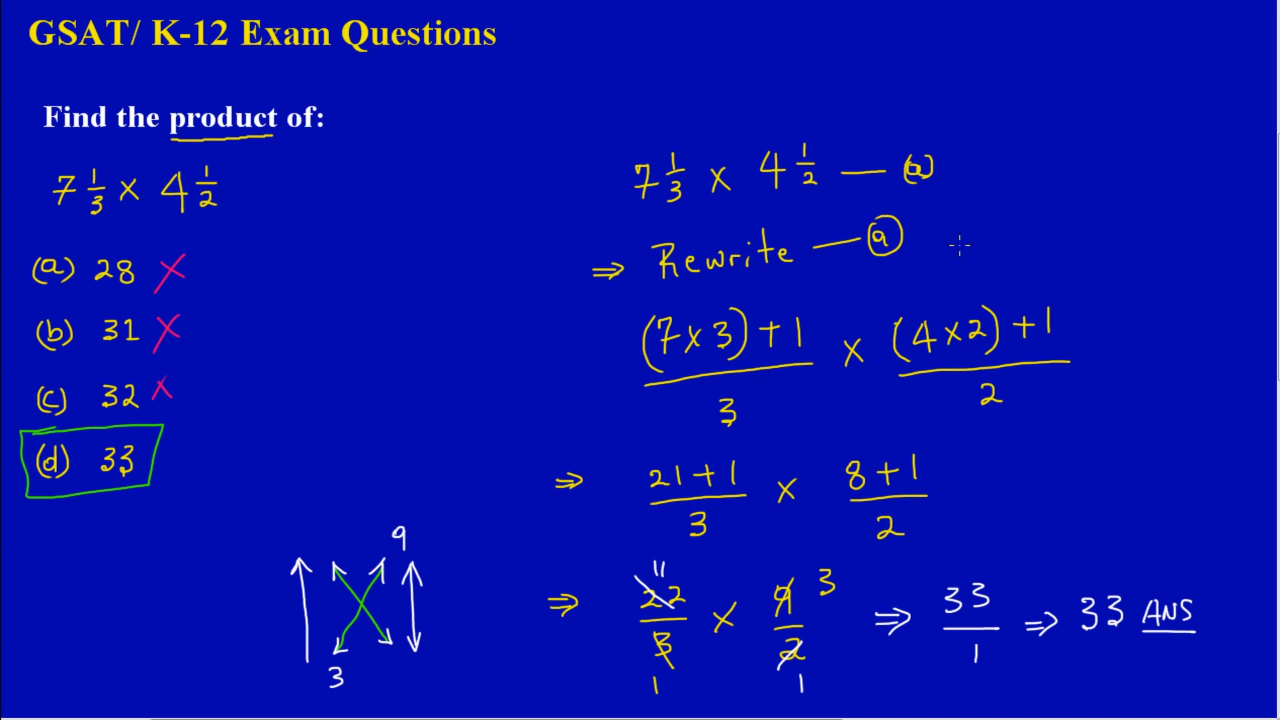 GSAT/ K-12 Exam Questions
Find the product of:
7 1/3 × 4 1/2
(a) 28 ×
(b) 31 ×
(c) 32 ×
(d) 33
9
3
7 1/3 × 4 1/2 — (a)
⇒ Rewrite — (a)
(7×3)+1 / 3 × (4×2)+1 / 2
⇒ 21+1 / 3 × 8+1 / 2
11 3
⇒ 22/3 × 9/2 ⇒ 33/1 ⇒ 33 ANS
1 1